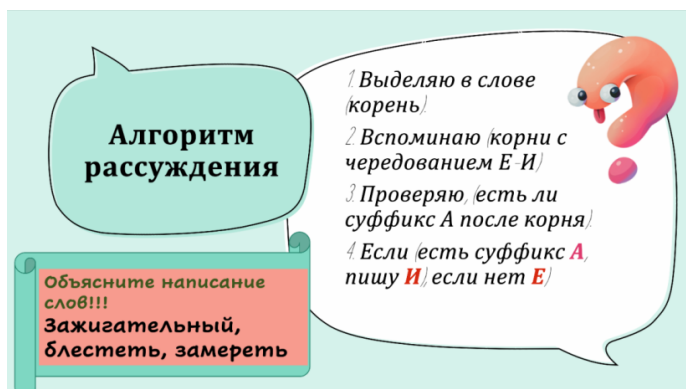 Алгоритм
рассуждения
1. Выделяю в слове
(корень).
2. Вспоминаю (корни с
чередованием Е-И)
3. Проверяю, (есть ли
суффикс А после корня).
4. Если (есть суффикс А,
пишу И), если нет Е)
Объясните написание
слов!!!
Зажигательный,
блестеть, замереть